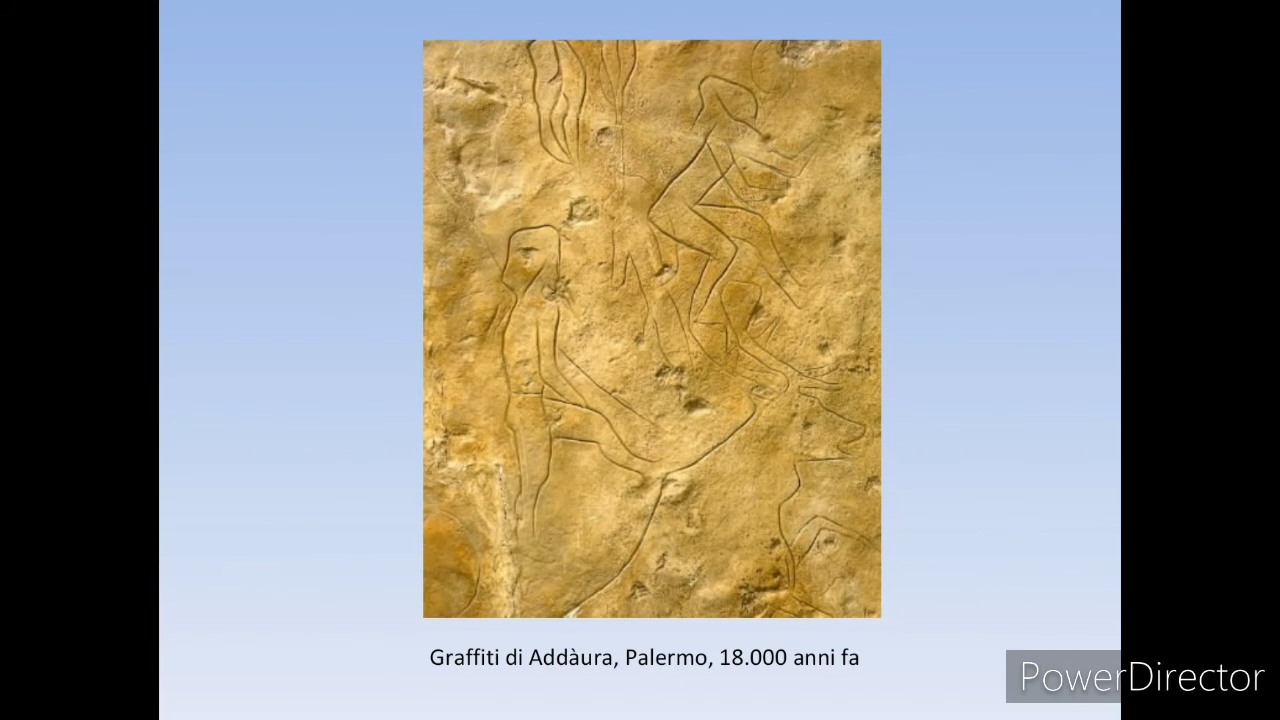 Graffiti di Addàura, Palermo, 18.000 anni fa
PowerDirector